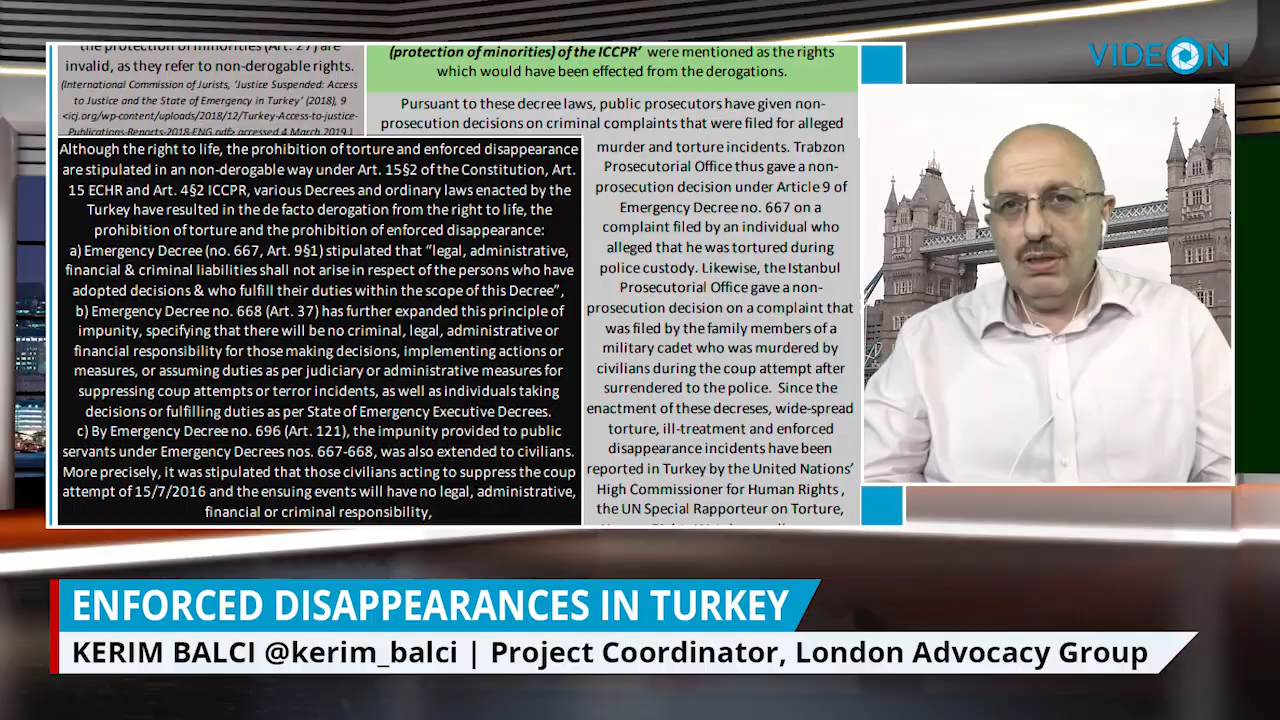 VIDEON
the protection of minorities (Art. 27) are
invalid, as they refer to non-derogable rights.
(International Commission of Jurists, ‘Justice Suspended: Access
to Justice and the State of Emergency in Turkey’ (2018), 9
<icj.org/wp-content/uploads/2018/12/Turkey-Access-to-justice-
Publications-Reports-2018-ENG.pdf> accessed 4 March 2019.)
(protection of minorities) of the ICCPR’ were mentioned as the rights
which would have been effected from the derogations.
Pursuant to these decree laws, public prosecutors have given non-
prosecution decisions on criminal complaints that were filed for alleged
Although the right to life, the prohibition of torture and enforced disappearance
are stipulated in an non-derogable way under Art. 15§2 of the Constitution, Art.
15 ECHR and Art. 4§2 ICCPR, various Decrees and ordinary laws enacted by the
Turkey have resulted in the de facto derogation from the right to life, the
prohibition of torture and the prohibition of enforced disappearance:
a) Emergency Decree (no. 667, Art. 9§1) stipulated that “legal, administrative,
financial & criminal liabilities shall not arise in respect of the persons who have
adopted decisions & who fulfill their duties within the scope of this Decree”,
b) Emergency Decree no. 668 (Art. 37) has further expanded this principle of
impunity, specifying that there will be no criminal, legal, administrative or
financial responsibility for those making decisions, implementing actions or
measures, or assuming duties as per judiciary or administrative measures for
suppressing coup attempts or terror incidents, as well as individuals taking
decisions or fulfilling duties as per State of Emergency Executive Decrees.
c) By Emergency Decree no. 696 (Art. 121), the impunity provided to public
servants under Emergency Decrees nos. 667-668, was also extended to civilians.
More precisely, it was stipulated that those civilians acting to suppress the coup
attempt of 15/7/2016 and the ensuing events will have no legal, administrative,
financial or criminal responsibility,
murder and torture incidents. Trabzon
Prosecutorial Office thus gave a non-
prosecution decision under Article 9 of
Emergency Decree no. 667 on a
complaint filed by an individual who
alleged that he was tortured during
police custody. Likewise, the Istanbul
Prosecutorial Office gave a non-
prosecution decision on a complaint that
was filed by the family members of a
military cadet who was murdered by
civilians during the coup attempt after
surrendered to the police. Since the
enactment of these decreses, wide-spread
torture, ill-treatment and enforced
disappearance incidents have been
reported in Turkey by the United Nations’
High Commissioner for Human Rights ,
the UN Special Rapporteur on Torture,
ENFORCED DISAPPEARANCES IN TURKEY
KERIM BALCI @kerim_balci | Project Coordinator, London Advocacy Group